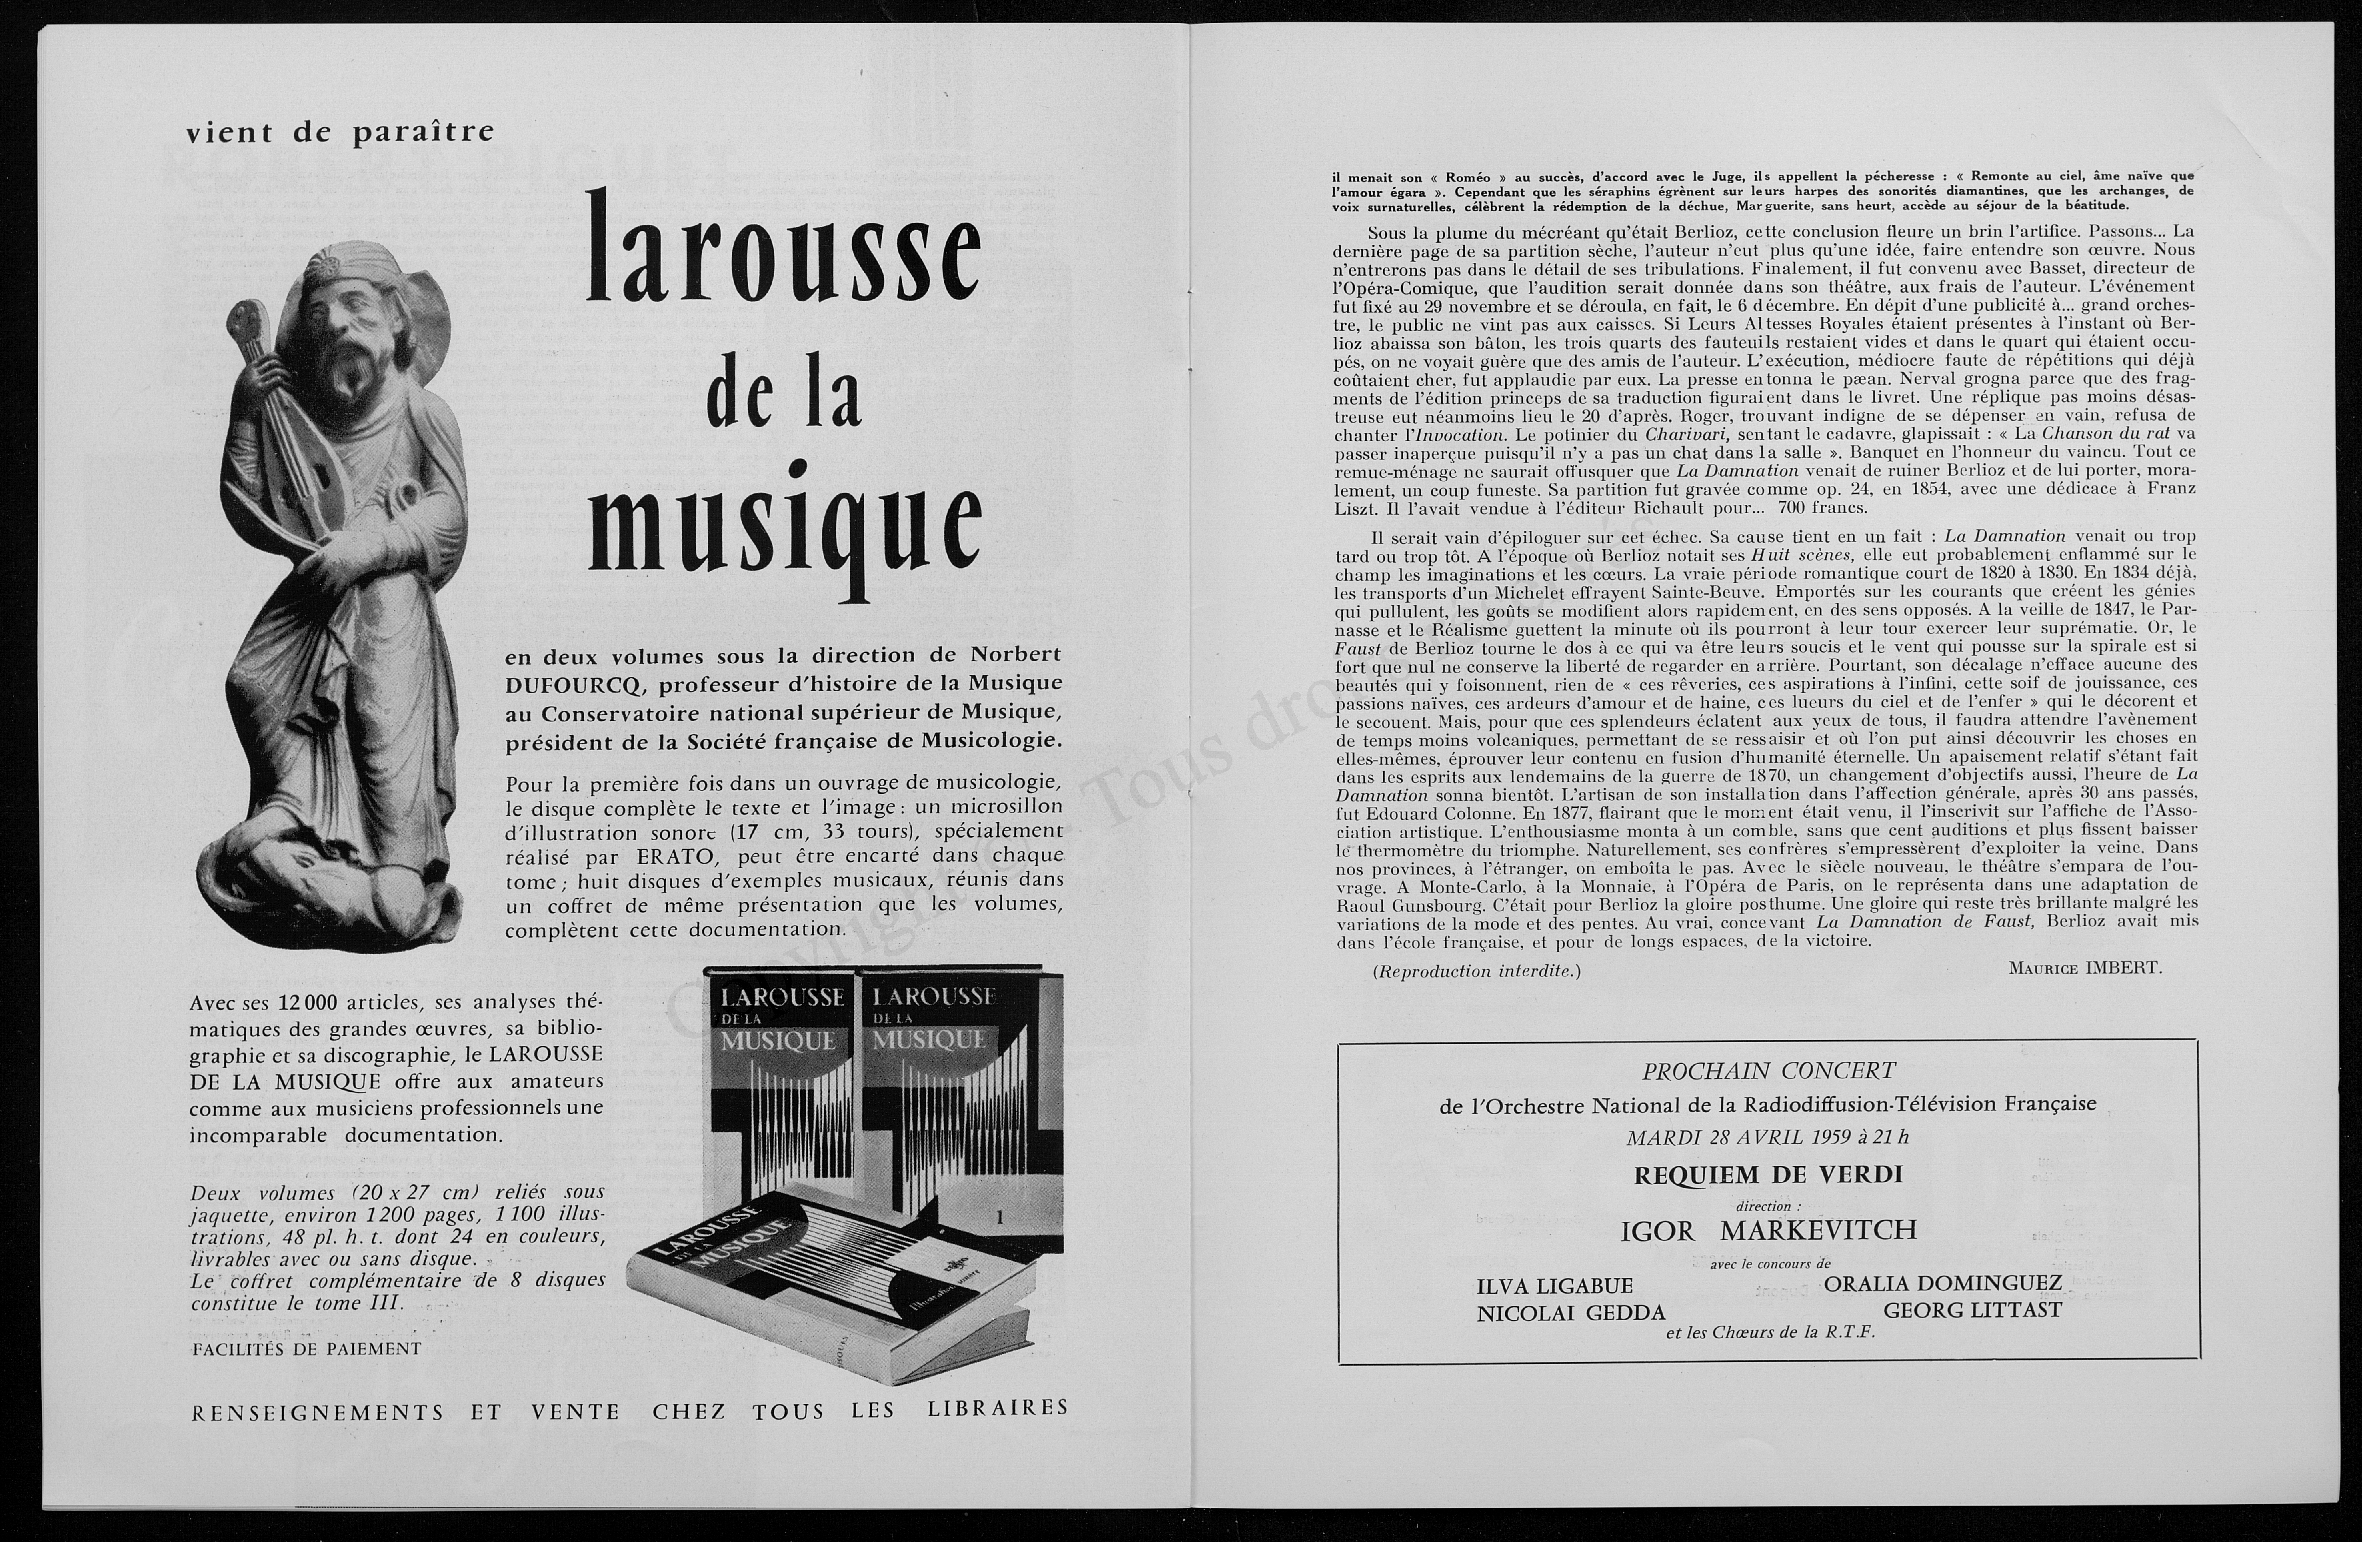 vient de paraître
larousse
de la
musique
en deux volumes sous la direction de Norbert
DUFOURCQ, professeur d'histoire de la Musique
au Conservatoire national supérieur de Musique,
président de la Société française de Musicologie.
Pour la première fois dans un ouvrage de musicologie,
le disque complète le texte et l'image : un microsillon
d'illustration sonore (17 cm, 33 tours), spécialement
réalisé par ERATO, peut être encarté dans chaque
tome ; huit disques d'exemples musicaux, réunis dans
un coffret de même présentation que les volumes,
complètent cette documentation.
Avec ses 12 000 articles, ses analyses thé-
matiques des grandes œuvres, sa biblio-
graphie et sa discographie, le LAROUSSE
DE LA MUSIQUE offre aux amateurs
comme aux musiciens professionnels une
incomparable documentation.
Deux volumes (20 x 27 cm) reliés sous
jaquette, environ 1 200 pages, 1 100 illus-
trations, 48 pl. h. t. dont 24 en couleurs,
livrables avec ou sans disque.
Le coffret complémentaire de 8 disques
constitue le tome III.
FACILITÉS DE PAIEMENT
LAROUSSE
DE LA
MUSIQUE
LAROUSSE
DE LA
MUSIQUE
1
LAROUSSE
DE LA
MUSIQUE
RENSEIGNEMENTS ET VENTE CHEZ TOUS LES LIBRAIRES
il menait son « Roméo » au succès, d'accord avec le Juge, ils appellent la pécheresse : « Remonte au ciel, âme naïve que
l'amour égara ». Cependant que les séraphins égrènent sur leurs harpes des sonorités diamantines, que les archanges, de
voix surnaturelles, célèbrent la rédemption de la déchue, Marguerite, sans heurt, accède au séjour de la béatitude.
Sous la plume du mécréant qu'était Berlioz, cette conclusion fleure un brin l'artifice. Passons... La
dernière page de sa partition sèche, l'auteur n'eut plus qu'une idée, faire entendre son œuvre. Nous
n'entrerons pas dans le détail de ses tribulations. Finalement, il fut convenu avec Basset, directeur de
l'Opéra-Comique, que l'audition serait donnée dans son théâtre, aux frais de l'auteur. L'événement
fut fixé au 29 novembre et se déroula, en fait, le 6 décembre. En dépit d'une publicité à... grand orches-
tre, le public ne vint pas aux caisses. Si Leurs Altesses Royales étaient présentes à l'instant où Ber-
lioz abaissa son bâton, les trois quarts des fauteuils restaient vides et dans le quart qui étaient occu-
pés, on ne voyait guère que des amis de l'auteur. L'exécution, médiocre faute de répétitions qui déjà
coûtaient cher, fut applaudie par eux. La presse entonna le pæan. Nerval grogna parce que des frag-
ments de l'édition princeps de sa traduction figuraient dans le livret. Une réplique pas moins désas-
treuse eut néanmoins lieu le 20 d'après. Roger, trouvant indigne de se dépenser en vain, refusa de
chanter l'Invocation. Le potinier du Charivari, sentant le cadavre, glapissait : « La Chanson du rat va
passer inaperçue puisqu'il n'y a pas un chat dans la salle ». Banquet en l'honneur du vaincu. Tout ce
remue-ménage ne saurait offusquer que La Damnation venait de ruiner Berlioz et de lui porter, mora-
lement, un coup funeste. Sa partition fut gravée comme op. 24, en 1854, avec une dédicace à Franz
Liszt. Il l'avait vendue à l'éditeur Richault pour... 700 francs.
Il serait vain d'épiloguer sur cet échec. Sa cause tient en un fait : La Damnation venait ou trop
tard ou trop tôt. A l'époque où Berlioz notait ses Huit scènes, elle eut probablement enflammé sur le
champ les imaginations et les cœurs. La vraie période romantique court de 1820 à 1830. En 1834 déjà,
les transports d'un Michelet effrayent Sainte-Beuve. Emportés sur les courants que créent les génies
qui pullulent, les goûts se modifient alors rapidement, en des sens opposés. A la veille de 1847, le Par-
nasse et le Réalisme guettent la minute où ils pourront à leur tour exercer leur suprématie. Or, le
Faust de Berlioz tourne le dos à ce qui va être leurs soucis et le vent qui pousse sur la spirale est si
fort que nul ne conserve la liberté de regarder en arrière. Pourtant, son décalage n'efface aucune des
beautés qui y foisonnent, rien de « ces rêveries, ces aspirations à l'infini, cette soif de jouissance, ces
passions naïves, ces ardeurs d'amour et de haine, ces lueurs du ciel et de l'enfer » qui le décorent et
le secouent. Mais, pour que ces splendeurs éclatent aux yeux de tous, il faudra attendre l'avènement
de temps moins volcaniques, permettant de se ressaisir et où l'on put ainsi découvrir les choses en
elles-mêmes, éprouver leur contenu en fusion d'humanité éternelle. Un apaisement relatif s'étant fait
dans les esprits aux lendemains de la guerre de 1870, un changement d'objectifs aussi, l'heure de La
Damnation sonna bientôt. L'artisan de son installation dans l'affection générale, après 30 ans passés,
fut Edouard Colonne. En 1877, flairant que le moment était venu, il l'inscrivit sur l'affiche de l'Asso-
ciation artistique. L'enthousiasme monta à un comble, sans que cent auditions et plus fissent baisser
le thermomètre du triomphe. Naturellement, ses confrères s'empressèrent d'exploiter la veine. Dans
nos provinces, à l'étranger, on emboîta le pas. Avec le siècle nouveau, le théâtre s'empara de l'ou-
vrage. A Monte-Carlo, à la Monnaie, à l'Opéra de Paris, on le représenta dans une adaptation de
Raoul Gunsbourg. C'était pour Berlioz la gloire posthume. Une gloire qui reste très brillante malgré les
variations de la mode et des pentes. Au vrai, concevant La Damnation de Faust, Berlioz avait mis
dans l'école française, et pour de longs espaces, de la victoire.
(Reproduction interdite.)
MAURICE IMBERT.
PROCHAIN CONCERT
de l'Orchestre National de la Radiodiffusion-Télévision Française
MARDI 28 AVRIL 1959 à 21 h
REQUIEM DE VERDI
direction :
IGOR MARKEVITCH
avec le concours de
ILVA LIGABUE ORALIA DOMINGUEZ
NICOLAI GEDDA GEORG LITTAST
et les Chœurs de la R.T.F.
Copyright © - Tous droits réservés